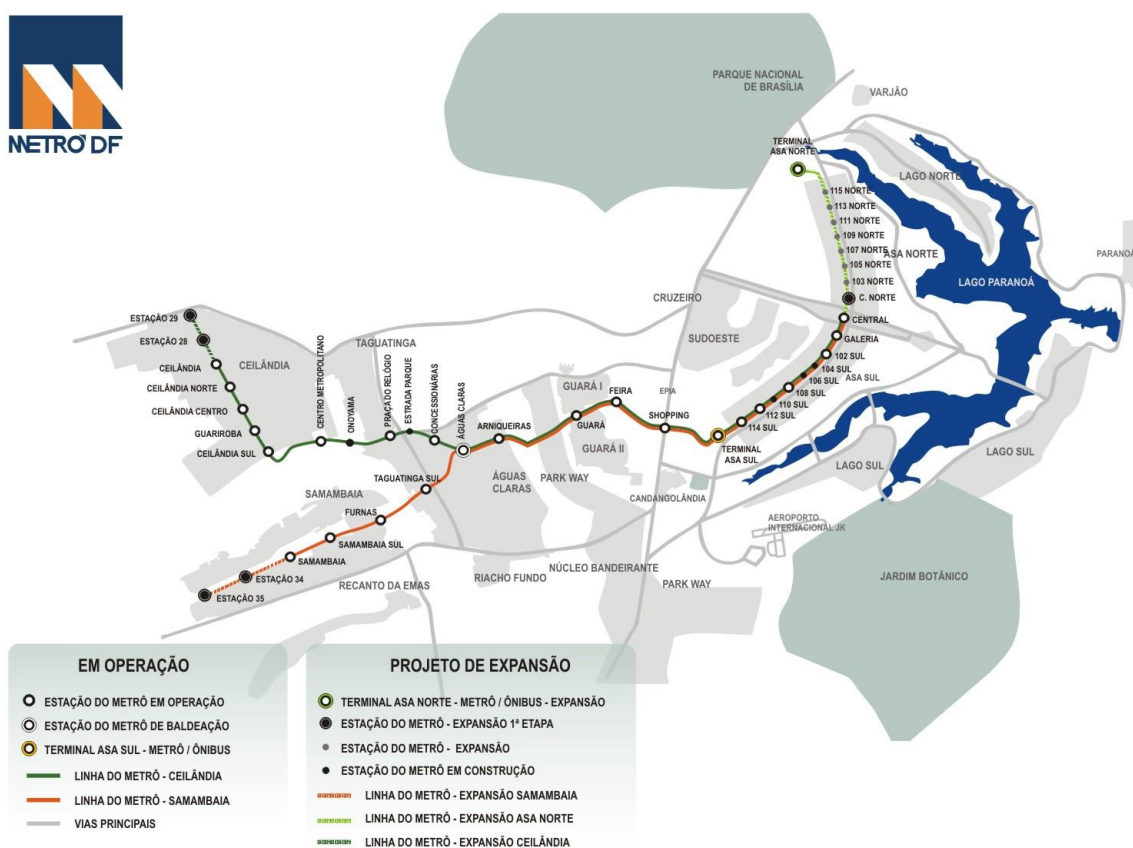 METRÔ DF
PARQUE NACIONAL
DE BRASÍLIA
VARJÃO
TERMINAL
ASA NORTE
LAGO NORTE
115 NORTE
113 NORTE
111 NORTE
109 NORTE
107 NORTE
105 NORTE
103 NORTE
C. NORTE
ASA NORTE
PARANOÁ
LAGO PARANOÁ
CRUZEIRO
CENTRAL
GALERIA
102 SUL
104 SUL
106 SUL
108 SUL
110 SUL
112 SUL
114 SUL
ASA SUL
SUDOESTE
TERMINAL
ASA SUL
ESTAÇÃO 29
ESTAÇÃO 28
CEILÂNDIA
CEILÂNDIA
CEILÂNDIA NORTE
CEILÂNDIA CENTRO
GUARIROBA
CEILÂNDIA SUL
TAGUATINGA
CENTRO METROPOLITANO
ONOYAMA
PRAÇA DO RELÓGIO
ESTRADA PARQUE
CONCESSIONÁRIAS
ÁGUAS CLARAS
ARNIQUEIRAS
GUARÁ I
FEIRA
GUARÁ
GUARÁ II
EPIA
SHOPPING
ÁGUAS
CLARAS
PARK WAY
CANDANGOLÂNDIA
LAGO SUL
LAGO SUL
AEROPORTO
INTERNACIONAL JK
TAGUATINGA SUL
SAMAMBAIA
FURNAS
SAMAMBAIA SUL
SAMAMBAIA
ESTAÇÃO 34
ESTAÇÃO 35
RECANTO DA EMAS
RIACHO FUNDO
NÚCLEO BANDEIRANTE
PARK WAY
JARDIM BOTÂNICO
EM OPERAÇÃO
ESTAÇÃO DO METRÔ EM OPERAÇÃO
ESTAÇÃO DO METRÔ DE BALDEAÇÃO
TERMINAL ASA SUL - METRÔ / ÔNIBUS
LINHA DO METRÔ - CEILÂNDIA
LINHA DO METRÔ - SAMAMBAIA
VIAS PRINCIPAIS
PROJETO DE EXPANSÃO
TERMINAL ASA NORTE - METRÔ / ÔNIBUS - EXPANSÃO
ESTAÇÃO DO METRÔ - EXPANSÃO 1ª ETAPA
ESTAÇÃO DO METRÔ - EXPANSÃO
ESTAÇÃO DO METRÔ EM CONSTRUÇÃO
LINHA DO METRÔ - EXPANSÃO SAMAMBAIA
LINHA DO METRÔ - EXPANSÃO ASA NORTE
LINHA DO METRÔ - EXPANSÃO CEILÂNDIA